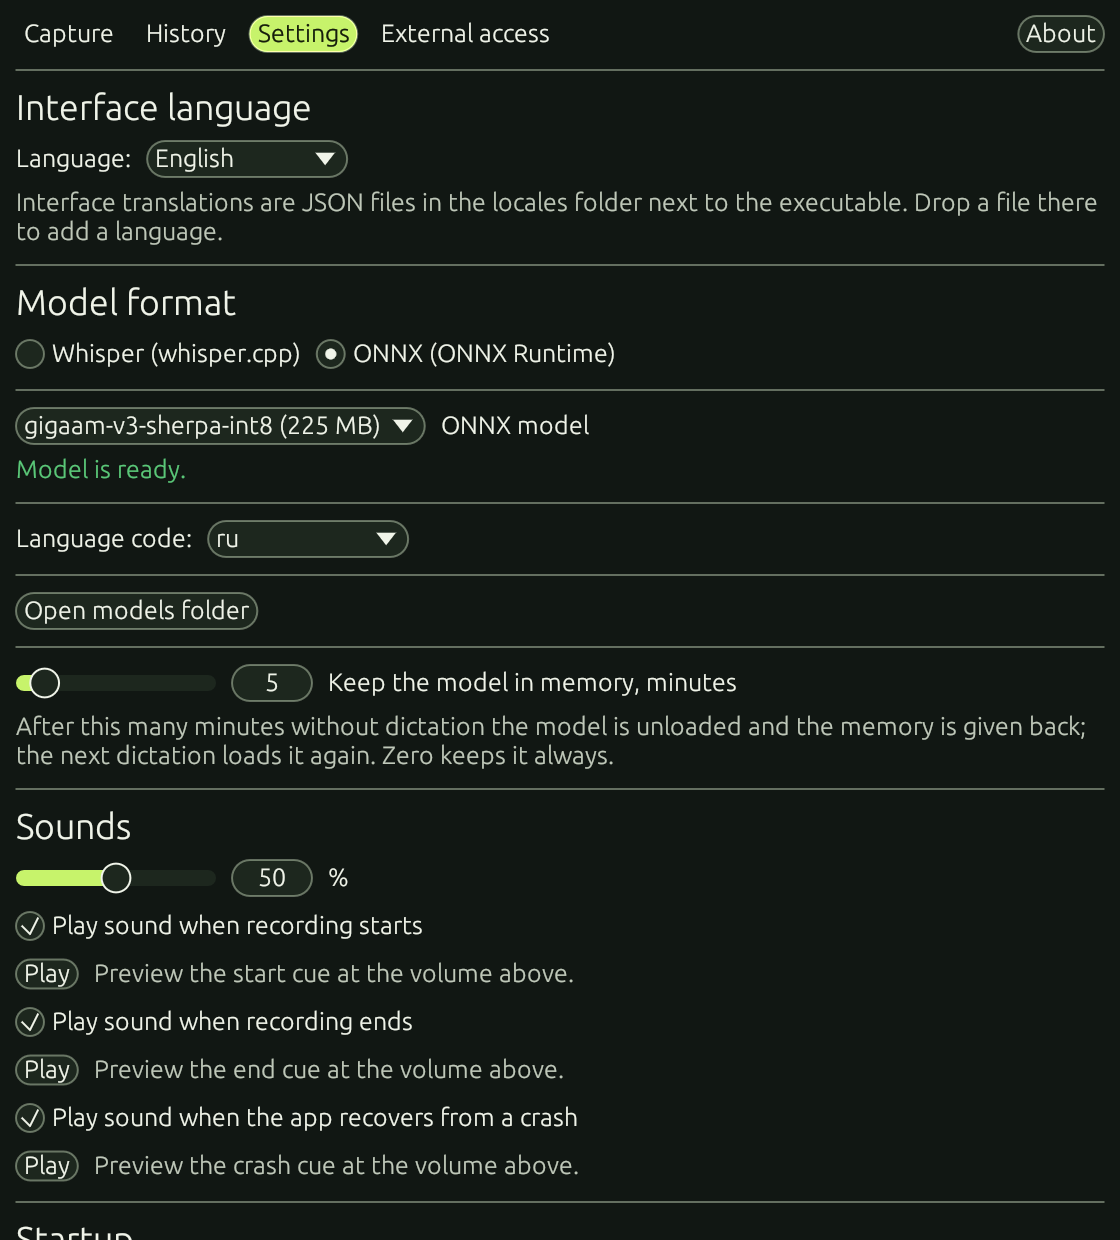 Capture History Settings External access About
Interface language
Language: English
Interface translations are JSON files in the locales folder next to the executable. Drop a file there
to add a language.
Model format
Whisper (whisper.cpp) ONNX (ONNX Runtime)
gigaam-v3-sherpa-int8 (225 MB) ONNX model
Model is ready.
Language code: ru
Open models folder
5 Keep the model in memory, minutes
After this many minutes without dictation the model is unloaded and the memory is given back;
the next dictation loads it again. Zero keeps it always.
Sounds
50 %
Play sound when recording starts
Play Preview the start cue at the volume above.
Play sound when recording ends
Play Preview the end cue at the volume above.
Play sound when the app recovers from a crash
Play Preview the crash cue at the volume above.
Startup